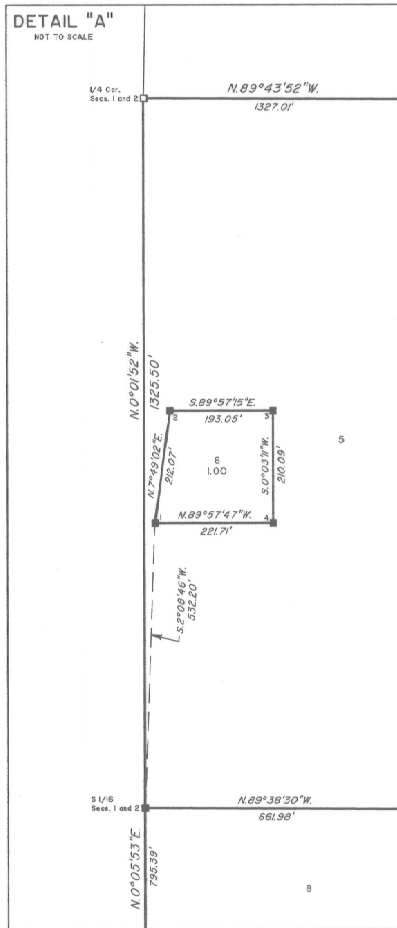 DETAIL "A"
NOT TO SCALE
1/4 Cor.
Secs. 1 and 2
N.89°43'52"W.
1327.01'
N.0°01'52"W.
1325.50'
S.89°57'15"E.
193.05'
2
3
N.7°49'02"E.
212.07'
6
1.00
S.0°03'11"W.
210.09'
5
1
N.89°57'47"W.
4
221.71'
S.2°08'46"W.
532.20'
S 1/16
Secs. 1 and 2
N.89°36'30"W.
661.98'
N.0°05'53"E.
795.39'
8